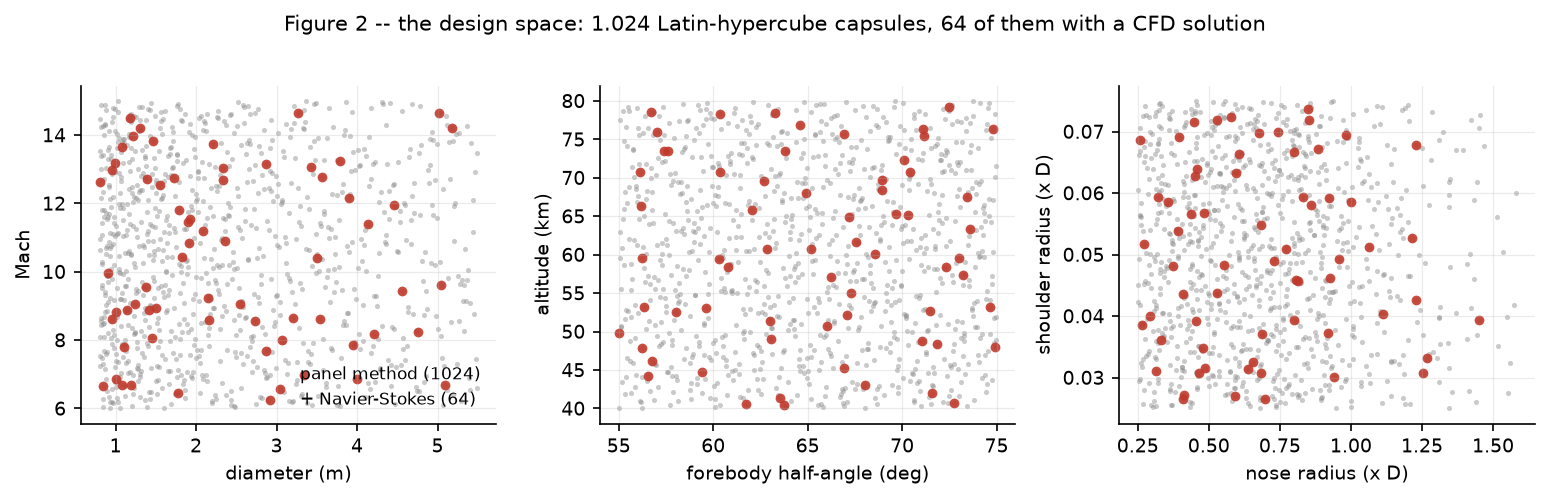 Figure 2 -- the design space: 1.024 Latin-hypercube capsules, 64 of them with a CFD solution
Mach
14
12
10
8
6
panel method (1024)
+ Navier-Stokes (64)
1 2 3 4 5
diameter (m)
altitude (km)
80
75
70
65
60
55
50
45
40
55 60 65 70 75
forebody half-angle (deg)
shoulder radius (x D)
0.07
0.06
0.05
0.04
0.03
0.25 0.50 0.75 1.00 1.25 1.50
nose radius (x D)